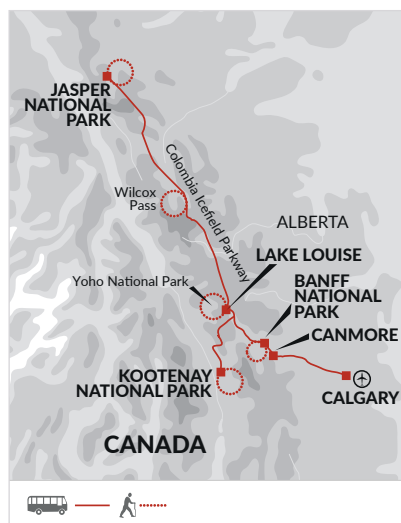 JASPER
NATIONAL
PARK
Colombia Icefield Parkway
Wilcox
Pass
ALBERTA
LAKE LOUISE
Yoho National Park
BANFF
NATIONAL
PARK
CANMORE
KOOTENAY
NATIONAL PARK
CALGARY
CANADA